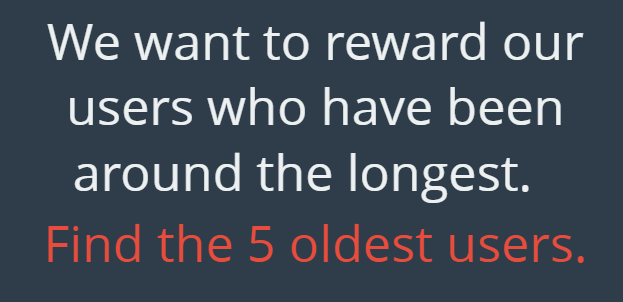 We want to reward our
users who have been
around the longest.
Find the 5 oldest users.